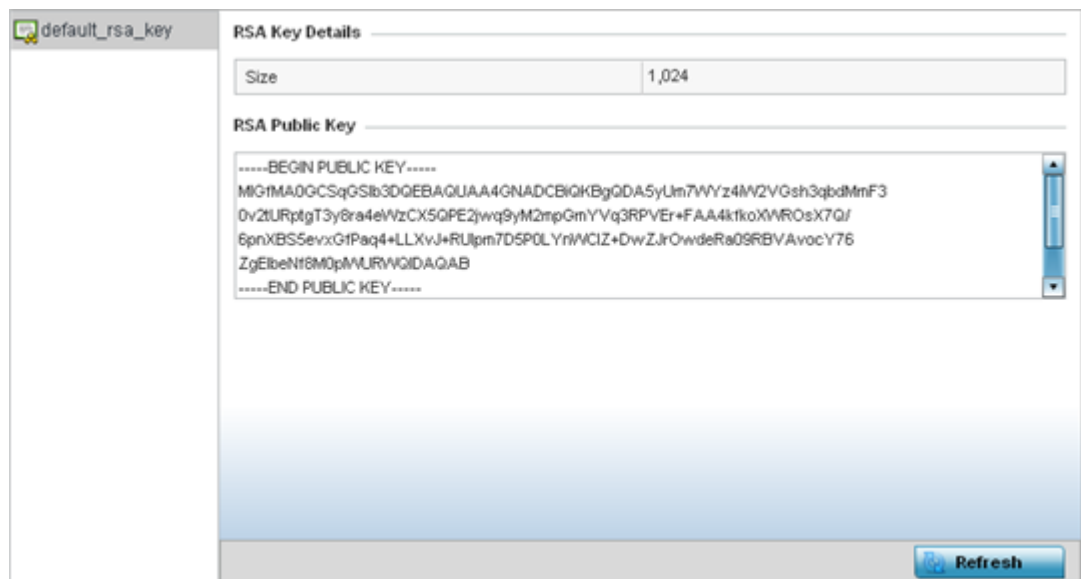 default_rsa_key
RSA Key Details
Size 1,024
RSA Public Key
-----BEGIN PUBLIC KEY-----
MIGfMA0GCSqGSIb3DQEBAQUAA4GNADCBiQKBgQDA5yUm7WYz4iW2VGsh3qbdMmF3
0v2tURptgT3y8ra4eWzCX5QPE2jwq9yM2mpGmYVq3RPVEr+FAA4kfkoXWROsX7Q/
6pnXBS5evxGfPaq4+LLXvJ+RUlpm7D5P0LYnWClZ+DwZJrOwdeRa09RBVAvocY76
ZgElbeNf8M0pIWURWQIDAQAB
-----END PUBLIC KEY-----
Refresh